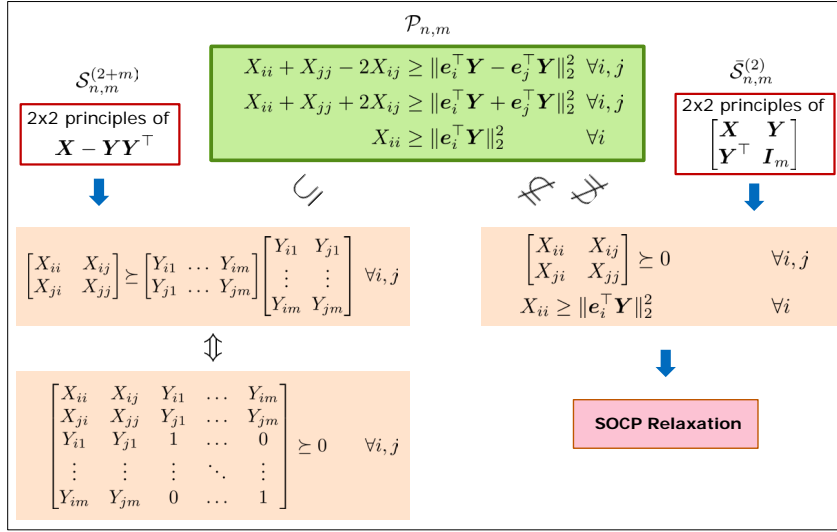 𝒫_{n,m}
X_{ii} + X_{jj} − 2X_{ij} ≥ ‖e_i^⊤Y − e_j^⊤Y‖_2^2 ∀i, j
X_{ii} + X_{jj} + 2X_{ij} ≥ ‖e_i^⊤Y + e_j^⊤Y‖_2^2 ∀i, j
X_{ii} ≥ ‖e_i^⊤Y‖_2^2 ∀i
𝒮_{n,m}^{(2+m)}
2x2 principles of
X − YY^⊤
𝒮̄_{n,m}^{(2)}
2x2 principles of
[X Y
Y^⊤ I_m]
⊆ ⊄ ⊅
[X_{ii} X_{ij}; X_{ji} X_{jj}] ⪰ [Y_{i1} … Y_{im}; Y_{j1} … Y_{jm}] [Y_{i1} Y_{j1}; ⋮ ⋮; Y_{im} Y_{jm}] ∀i, j
⇕
[X_{ii} X_{ij} Y_{i1} … Y_{im}
X_{ji} X_{jj} Y_{j1} … Y_{jm}
Y_{i1} Y_{j1} 1 … 0
⋮ ⋮ ⋮ ⋱ ⋮
Y_{im} Y_{jm} 0 … 1] ⪰ 0 ∀i, j
[X_{ii} X_{ij}; X_{ji} X_{jj}] ⪰ 0 ∀i, j
X_{ii} ≥ ‖e_i^⊤Y‖_2^2 ∀i
SOCP Relaxation